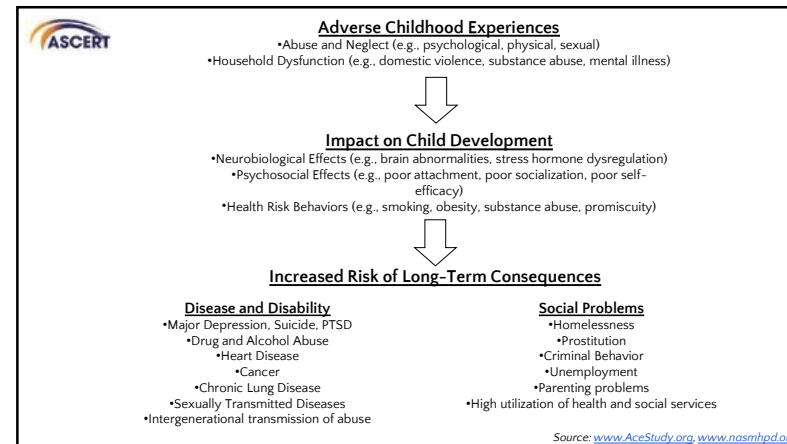 ASCERT
Adverse Childhood Experiences
•Abuse and Neglect (e.g., psychological, physical, sexual)
•Household Dysfunction (e.g., domestic violence, substance abuse, mental illness)
Impact on Child Development
•Neurobiological Effects (e.g., brain abnormalities, stress hormone dysregulation)
•Psychosocial Effects (e.g., poor attachment, poor socialization, poor self-
efficacy)
•Health Risk Behaviors (e.g., smoking, obesity, substance abuse, promiscuity)
Increased Risk of Long-Term Consequences
Disease and Disability
•Major Depression, Suicide, PTSD
•Drug and Alcohol Abuse
•Heart Disease
•Cancer
•Chronic Lung Disease
•Sexually Transmitted Diseases
•Intergenerational transmission of abuse
Social Problems
•Homelessness
•Prostitution
•Criminal Behavior
•Unemployment
•Parenting problems
•High utilization of health and social services
Source: www.AceStudy.org, www.nasmhpd.or